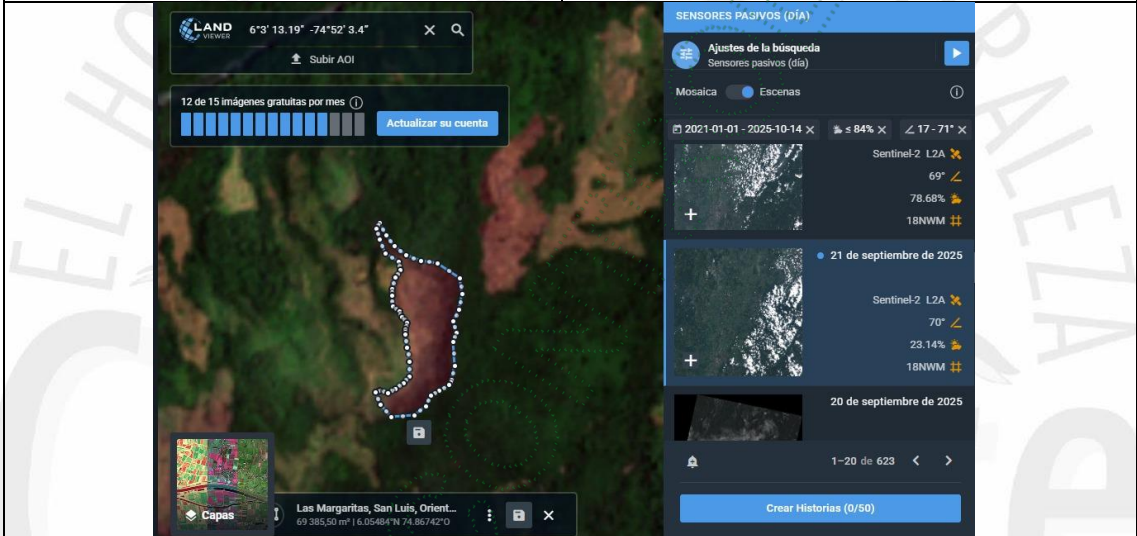 LAND
VIEWER
6°3' 13.19" -74°52' 3.4"
Subir AOI
12 de 15 imágenes gratuitas por mes
Actualizar su cuenta
Capas
Las Margaritas, San Luis, Orient...
69 385,50 m² | 6.05484°N 74.86742°O
SENSORES PASIVOS (DÍA)
Ajustes de la búsqueda
Sensores pasivos (día)
Mosaica Escenas
2021-01-01 - 2025-10-14 ≤ 84% 17 - 71°
Sentinel-2 L2A
69°
78.68%
18NWM
21 de septiembre de 2025
Sentinel-2 L2A
70°
23.14%
18NWM
20 de septiembre de 2025
1–20 de 623
Crear Historias (0/50)
EL HO
RALEZA